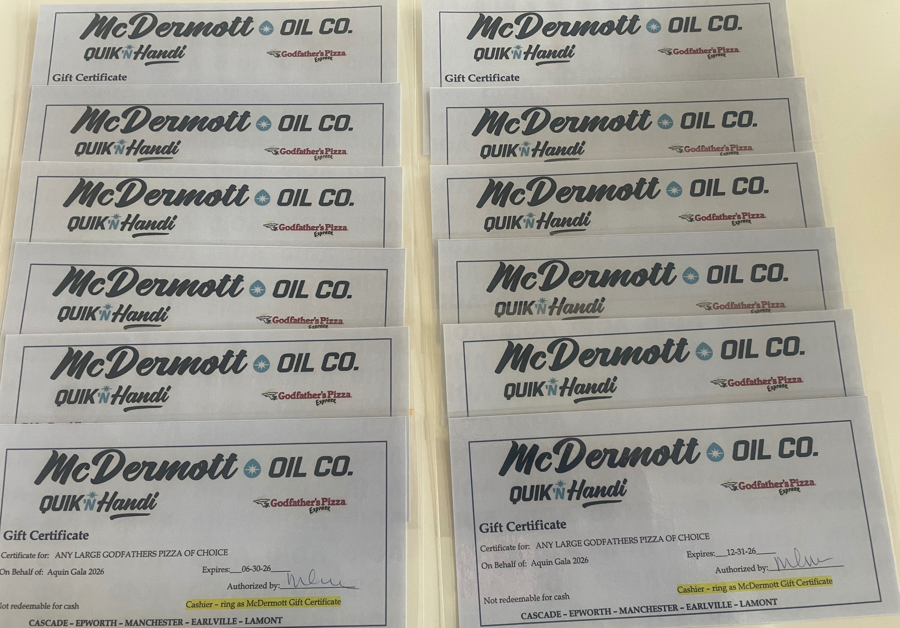 McDermott OIL CO.
QUIK'N Handi Godfather's Pizza Express
Gift Certificate
McDermott OIL CO.
QUIK'N Handi Godfather's Pizza Express
McDermott OIL CO.
QUIK'N Handi Godfather's Pizza Express
McDermott OIL CO.
QUIK'N Handi Godfather's Pizza Express
McDermott OIL CO.
QUIK'N Handi Godfather's Pizza Express
McDermott OIL CO.
QUIK'N Handi Godfather's Pizza Express
Gift Certificate
Certificate for: ANY LARGE GODFATHERS PIZZA OF CHOICE
On Behalf of: Aquin Gala 2026 Expires:___06-30-26____
Authorized by:
Not redeemable for cash Cashier – ring as McDermott Gift Certificate
CASCADE – EPWORTH – MANCHESTER – EARLVILLE – LAMONT
McDermott OIL CO.
QUIK'N Handi Godfather's Pizza Express
Gift Certificate
McDermott OIL CO.
QUIK'N Handi Godfather's Pizza Express
McDermott OIL CO.
QUIK'N Handi Godfather's Pizza Express
McDermott OIL CO.
QUIK'N Handi Godfather's Pizza Express
McDermott OIL CO.
QUIK'N Handi Godfather's Pizza Express
McDermott OIL CO.
QUIK'N Handi Godfather's Pizza Express
Gift Certificate
Certificate for: ANY LARGE GODFATHERS PIZZA OF CHOICE
On Behalf of: Aquin Gala 2026 Expires:___12-31-26____
Authorized by:
Not redeemable for cash Cashier – ring as McDermott Gift Certificate
CASCADE – EPWORTH – MANCHESTER – EARLVILLE – LAMONT